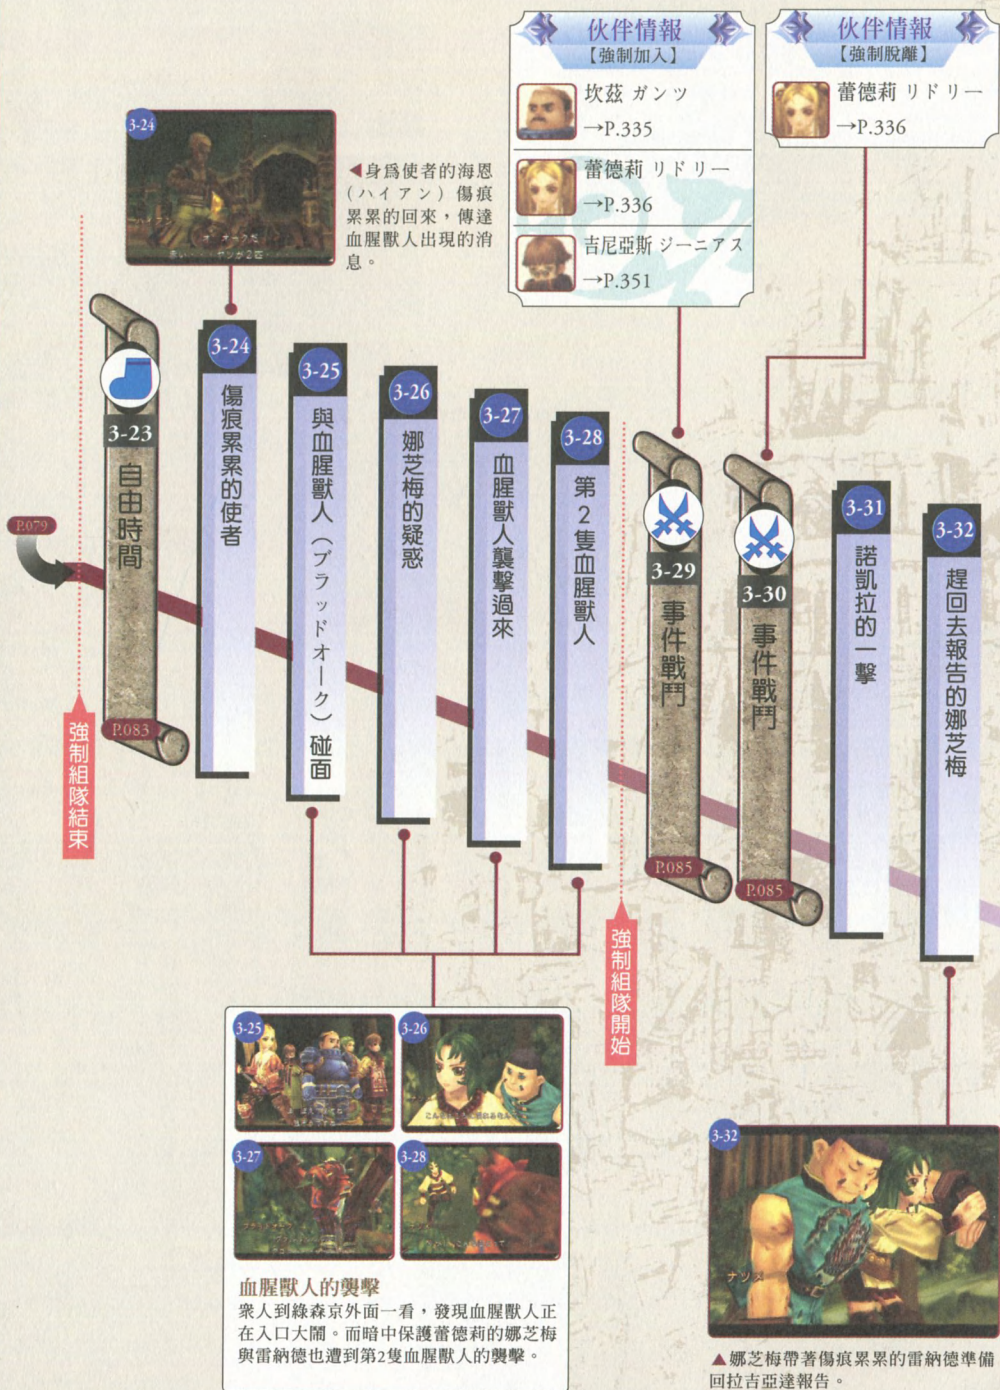 伙伴情報
【強制加入】
坎茲 ガンツ
→P.335
蕾德莉 リドリー
→P.336
吉尼亞斯 ジーニアス
→P.351
伙伴情報
【強制脫離】
蕾德莉 リドリー
→P.336
3-24
◀身爲使者的海恩
(ハイアン)傷痕
累累的回來，傳達
血腥獸人出現的消
息。
P.079
3-23
自由時間
P.083
強制組隊結束
3-24
傷痕累累的使者
3-25
與血腥獸人（ブラッドオーク）碰面
3-26
娜芝梅的疑惑
3-27
血腥獸人襲擊過來
3-28
第2隻血腥獸人
強制組隊開始
3-29
事件戰鬥
P.085
3-30
事件戰鬥
P.085
3-31
諾凱拉的一擊
3-32
趕回去報告的娜芝梅
3-25
3-26
3-27
3-28
血腥獸人的襲擊
衆人到綠森京外面一看，發現血腥獸人正
在入口大鬧。而暗中保護蕾德莉的娜芝梅
與雷納德也遭到第2隻血腥獸人的襲擊。
3-32
ナツメ
▲娜芝梅帶著傷痕累累的雷納德準備
回拉吉亞達報告。